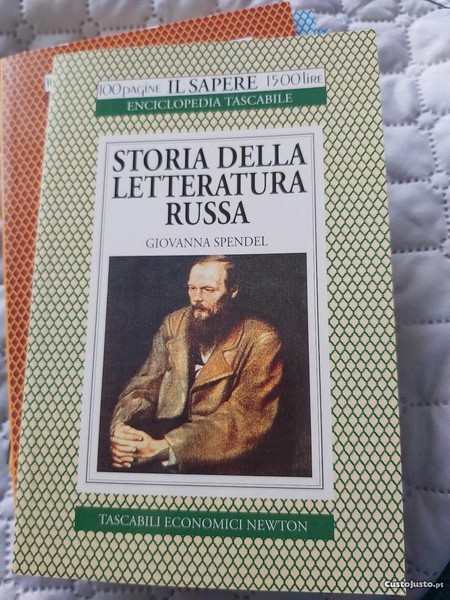 100 pagine IL SAPERE 1500 lire
ENCICLOPEDIA TASCABILE
STORIA DELLA
LETTERATURA
RUSSA
GIOVANNA SPENDEL
TASCABILI ECONOMICI NEWTON
CustoJusto.pt